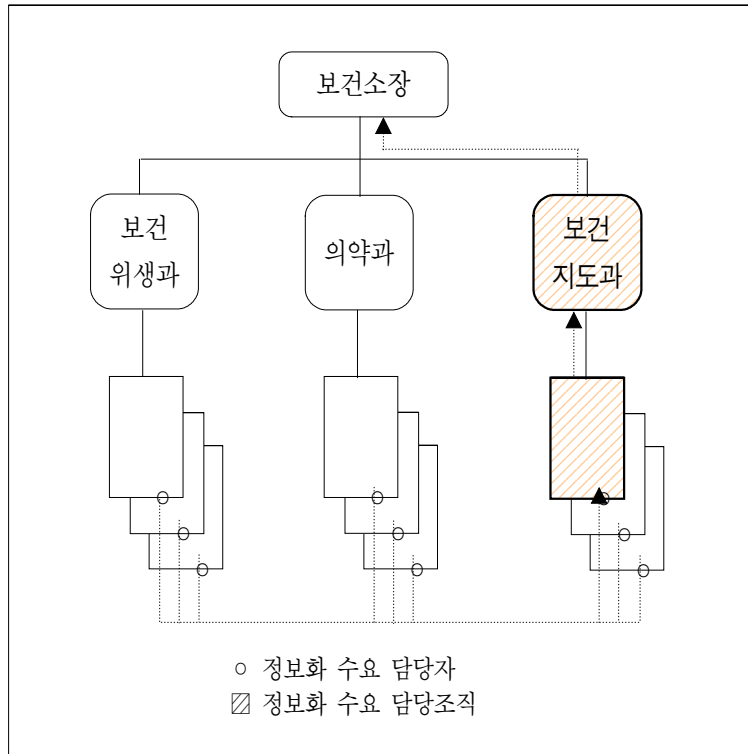 보건소장
보건
위생과
의약과
보건
지도과
정보화 수요 담당자
정보화 수요 담당조직